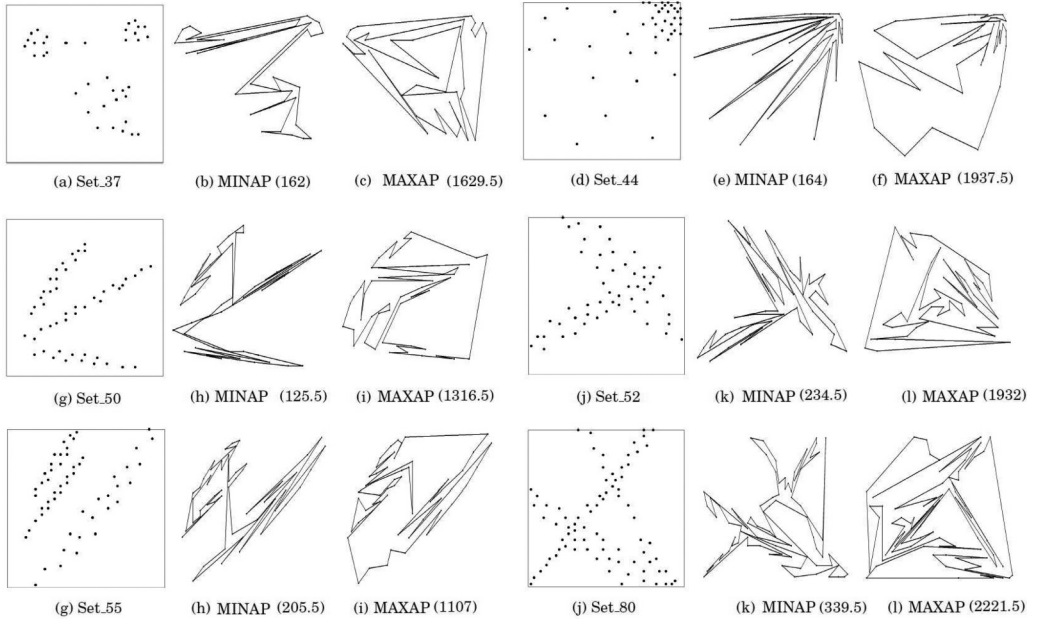 (a) Set_37 (b) MINAP (162) (c) MAXAP (1629.5) (d) Set_44 (e) MINAP (164) (f) MAXAP (1937.5)
(g) Set_50 (h) MINAP (125.5) (i) MAXAP (1316.5) (j) Set_52 (k) MINAP (234.5) (l) MAXAP (1932)
(g) Set_55 (h) MINAP (205.5) (i) MAXAP (1107) (j) Set_80 (k) MINAP (339.5) (l) MAXAP (2221.5)